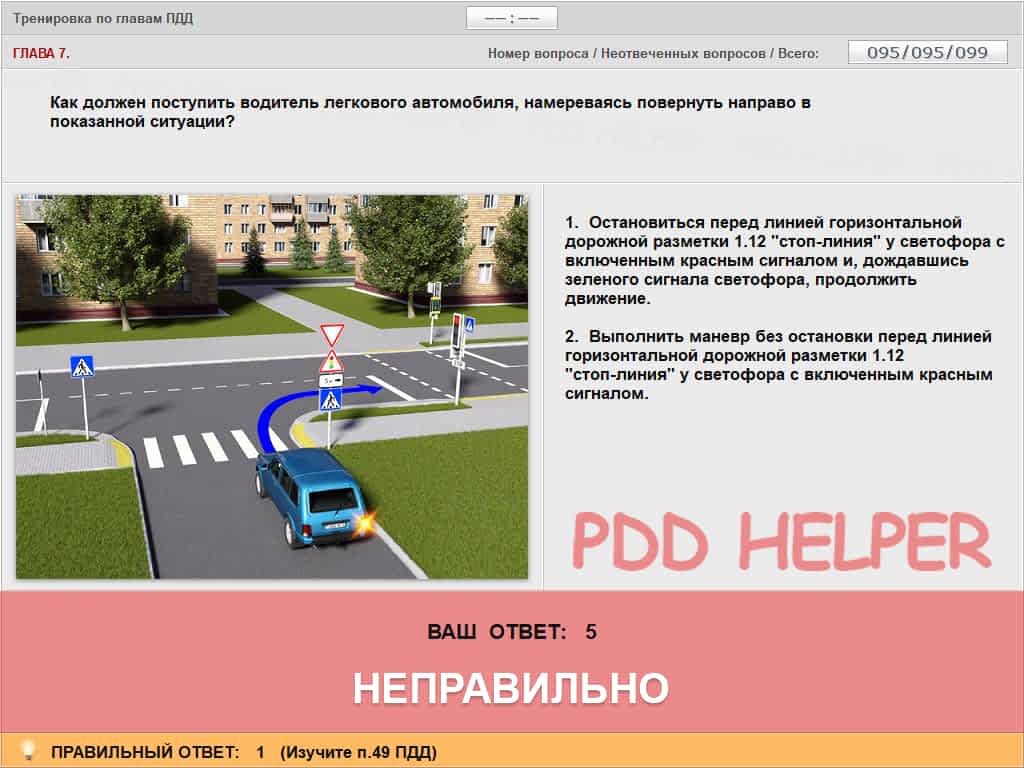 Тренировка по главам ПДД
—— : ——
ГЛАВА 7.
Номер вопроса / Неотвеченных вопросов / Всего:
095/095/099
Как должен поступить водитель легкового автомобиля, намереваясь повернуть направо в
показанной ситуации?
1. Остановиться перед линией горизонтальной
дорожной разметки 1.12 "стоп-линия" у светофора с
включенным красным сигналом и, дождавшись
зеленого сигнала светофора, продолжить
движение.
2. Выполнить маневр без остановки перед линией
горизонтальной дорожной разметки 1.12
"стоп-линия" у светофора с включенным красным
сигналом.
PDD HELPER
ВАШ ОТВЕТ: 5
НЕПРАВИЛЬНО
ПРАВИЛЬНЫЙ ОТВЕТ: 1 (Изучите п.49 ПДД)